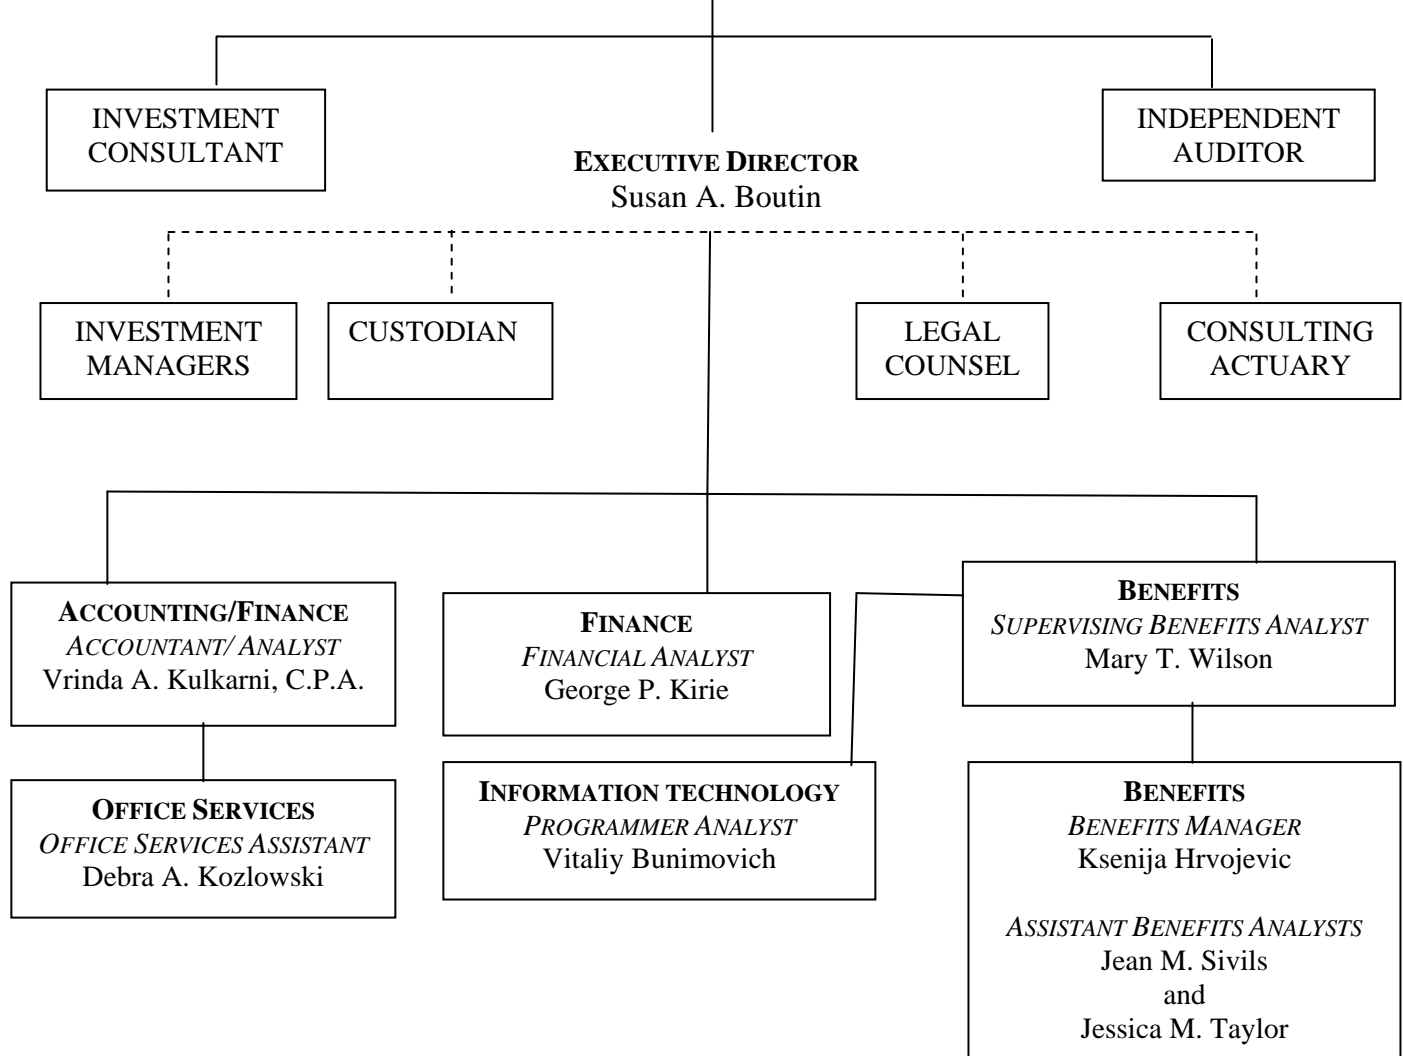 INVESTMENT
CONSULTANT
INDEPENDENT
AUDITOR
EXECUTIVE DIRECTOR
Susan A. Boutin
INVESTMENT
MANAGERS
CUSTODIAN
LEGAL
COUNSEL
CONSULTING
ACTUARY
ACCOUNTING/FINANCE
ACCOUNTANT/ ANALYST
Vrinda A. Kulkarni, C.P.A.
FINANCE
FINANCIAL ANALYST
George P. Kirie
BENEFITS
SUPERVISING BENEFITS ANALYST
Mary T. Wilson
OFFICE SERVICES
OFFICE SERVICES ASSISTANT
Debra A. Kozlowski
INFORMATION TECHNOLOGY
PROGRAMMER ANALYST
Vitaliy Bunimovich
BENEFITS
BENEFITS MANAGER
Ksenija Hrvojevic
ASSISTANT BENEFITS ANALYSTS
Jean M. Sivils
and
Jessica M. Taylor